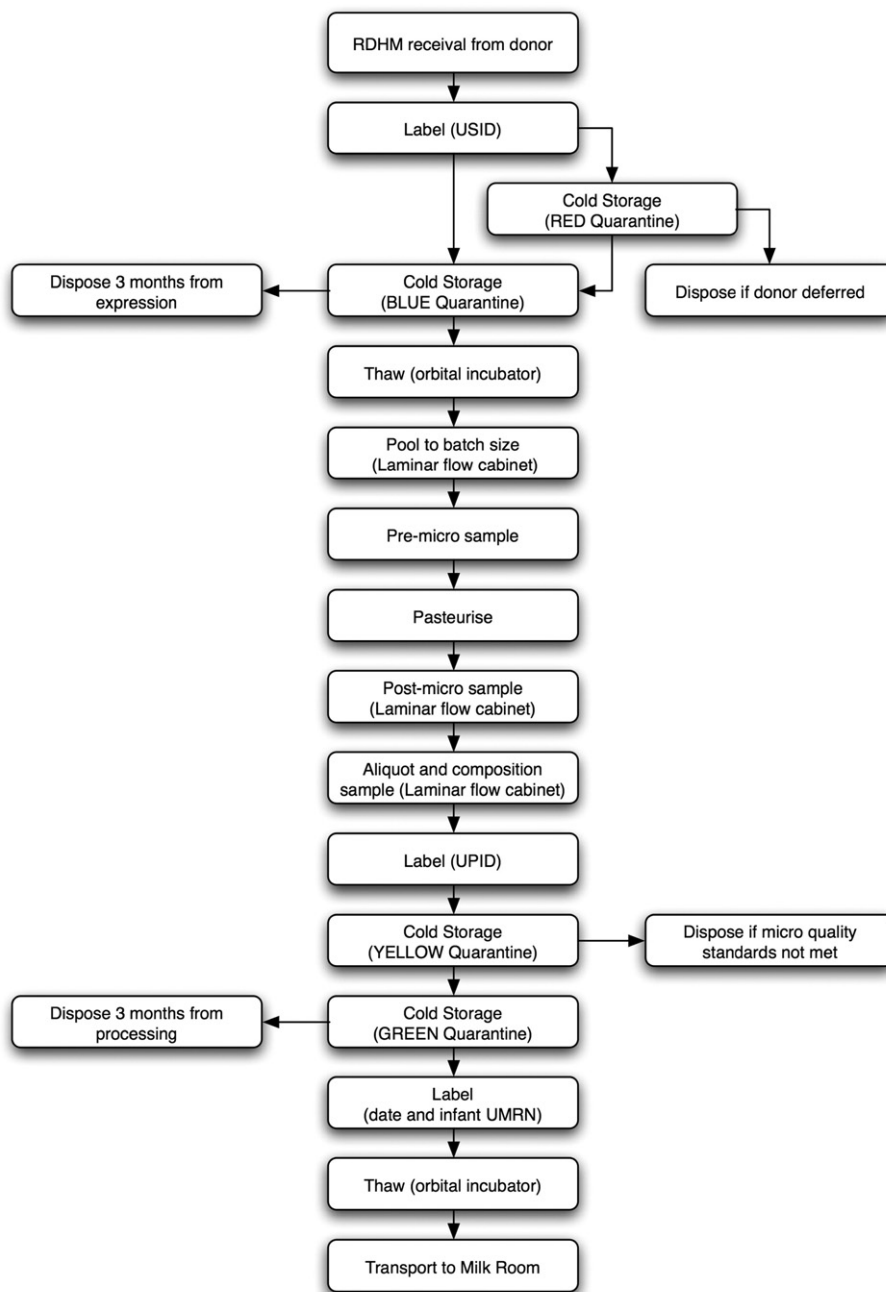 RDHM receival from donor
Label (USID)
Cold Storage
(RED Quarantine)
Dispose 3 months from
expression
Cold Storage
(BLUE Quarantine)
Dispose if donor deferred
Thaw (orbital incubator)
Pool to batch size
(Laminar flow cabinet)
Pre-micro sample
Pasteurise
Post-micro sample
(Laminar flow cabinet)
Aliquot and composition
sample (Laminar flow cabinet)
Label (UPID)
Cold Storage
(YELLOW Quarantine)
Dispose if micro quality
standards not met
Dispose 3 months from
processing
Cold Storage
(GREEN Quarantine)
Label
(date and infant UMRN)
Thaw (orbital incubator)
Transport to Milk Room